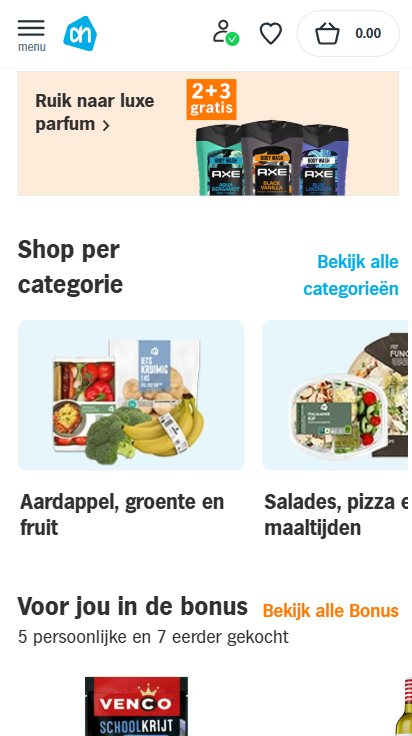 menu
0.00
Ruik naar luxe
parfum
2+3
gratis
BODY WASH
AXE
AQUA
BERGAMOT
BODY WASH
AXE
BLACK
VANILLA
BODY WASH
AXE
BLUE
LAVENDER
Shop per
categorie
Bekijk alle
categorieën
IETS
KRUIMIG
Aardappel, groente en
fruit
Salades, pizza e
maaltijden
Voor jou in de bonus
Bekijk alle Bonus
5 persoonlijke en 7 eerder gekocht
VENCO
SCHOOLKRIJT